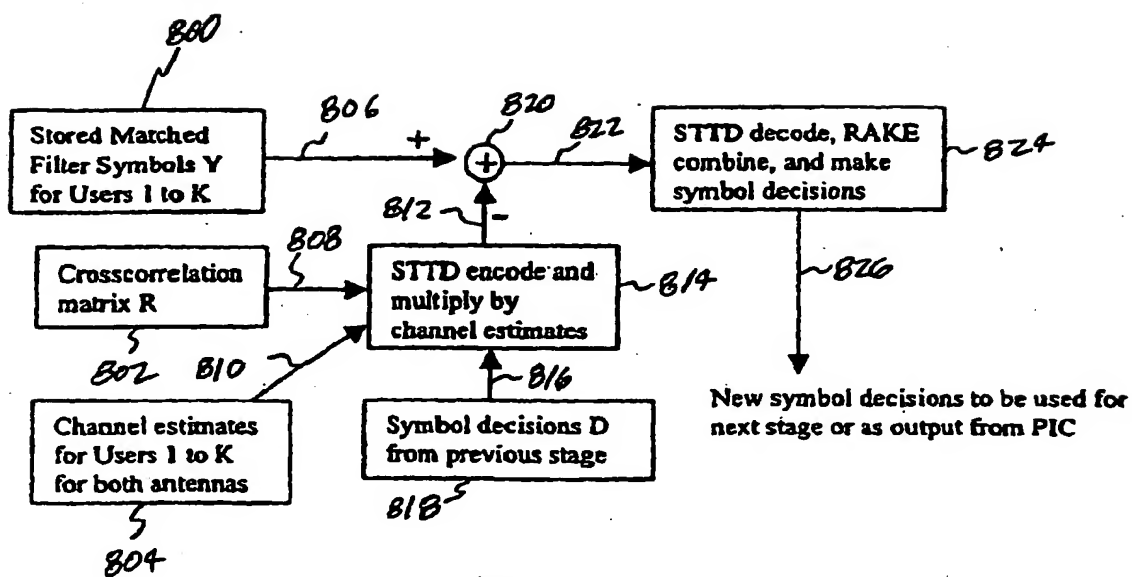 800
Stored Matched
Filter Symbols Y
for Users 1 to K
806
+
820
+
822
STTD decode, RAKE
combine, and make
symbol decisions
824
812
-
826
Crosscorrelation
matrix R
808
802
810
STTD encode and
multiply by
channel estimates
814
816
Channel estimates
for Users 1 to K
for both antennas
804
Symbol decisions D
from previous stage
818
New symbol decisions to be used for
next stage or as output from PIC